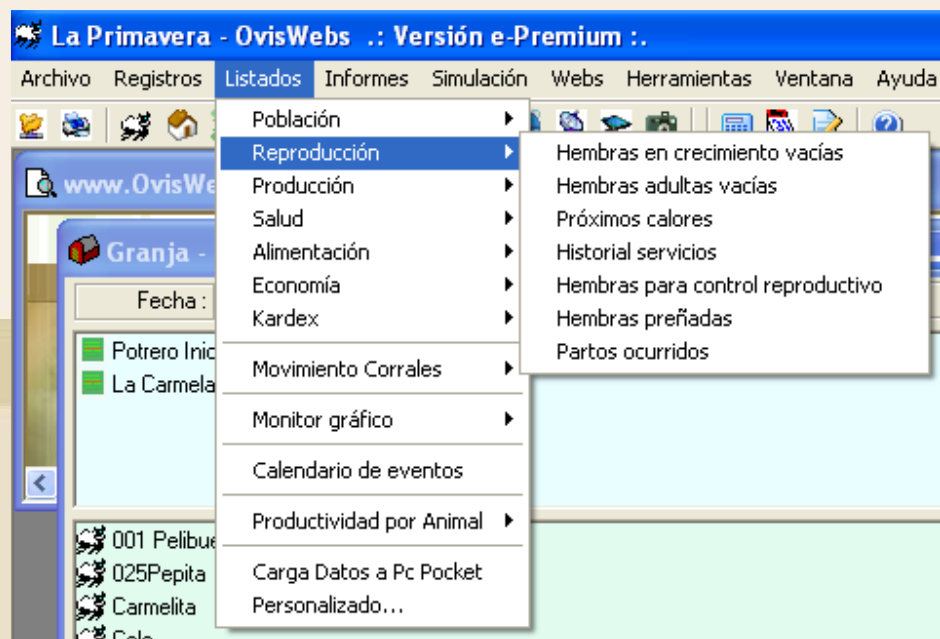 La Primavera - OvisWebs .: Versión e-Premium :.
Archivo Registros Listados Informes Simulación Webs Herramientas Ventana Ayuda
Población
Reproducción
Producción
Salud
Alimentación
Economía
Kardex
Movimiento Corrales
Monitor gráfico
Calendario de eventos
Productividad por Animal
Carga Datos a Pc Pocket
Personalizado...
Hembras en crecimiento vacías
Hembras adultas vacías
Próximos calores
Historial servicios
Hembras para control reproductivo
Hembras preñadas
Partos ocurridos
www.OvisWe
Granja -
Fecha :
Potrero Inic
La Carmela
001 Pelibue
025Pepita
Carmelita